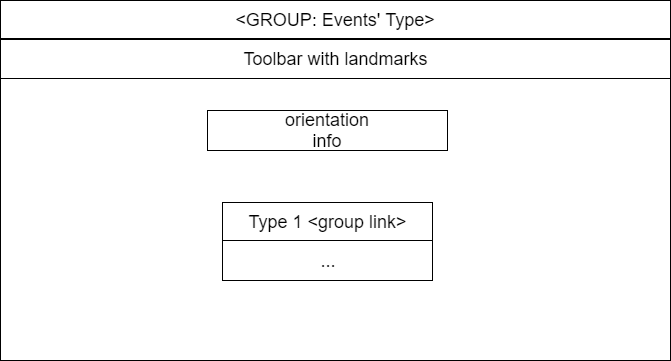 <GROUP: Events' Type>
Toolbar with landmarks
orientation
info
Type 1 <group link>
...